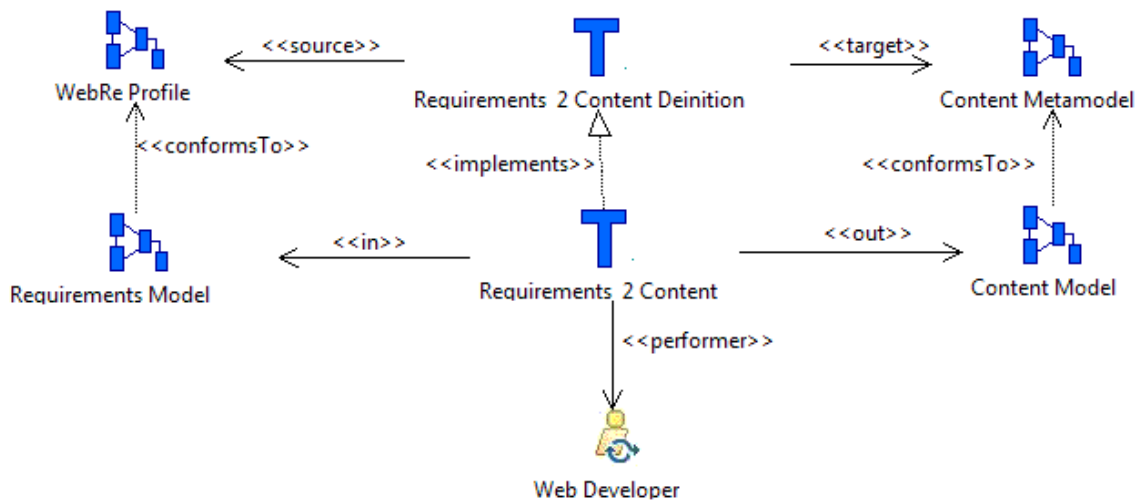 <<source>>
<<target>>
WebRe Profile
Requirements 2 Content Deinition
Content Metamodel
<<conformsTo>>
<<implements>>
<<conformsTo>>
<<in>>
<<out>>
Requirements Model
Requirements 2 Content
Content Model
<<performer>>
Web Developer